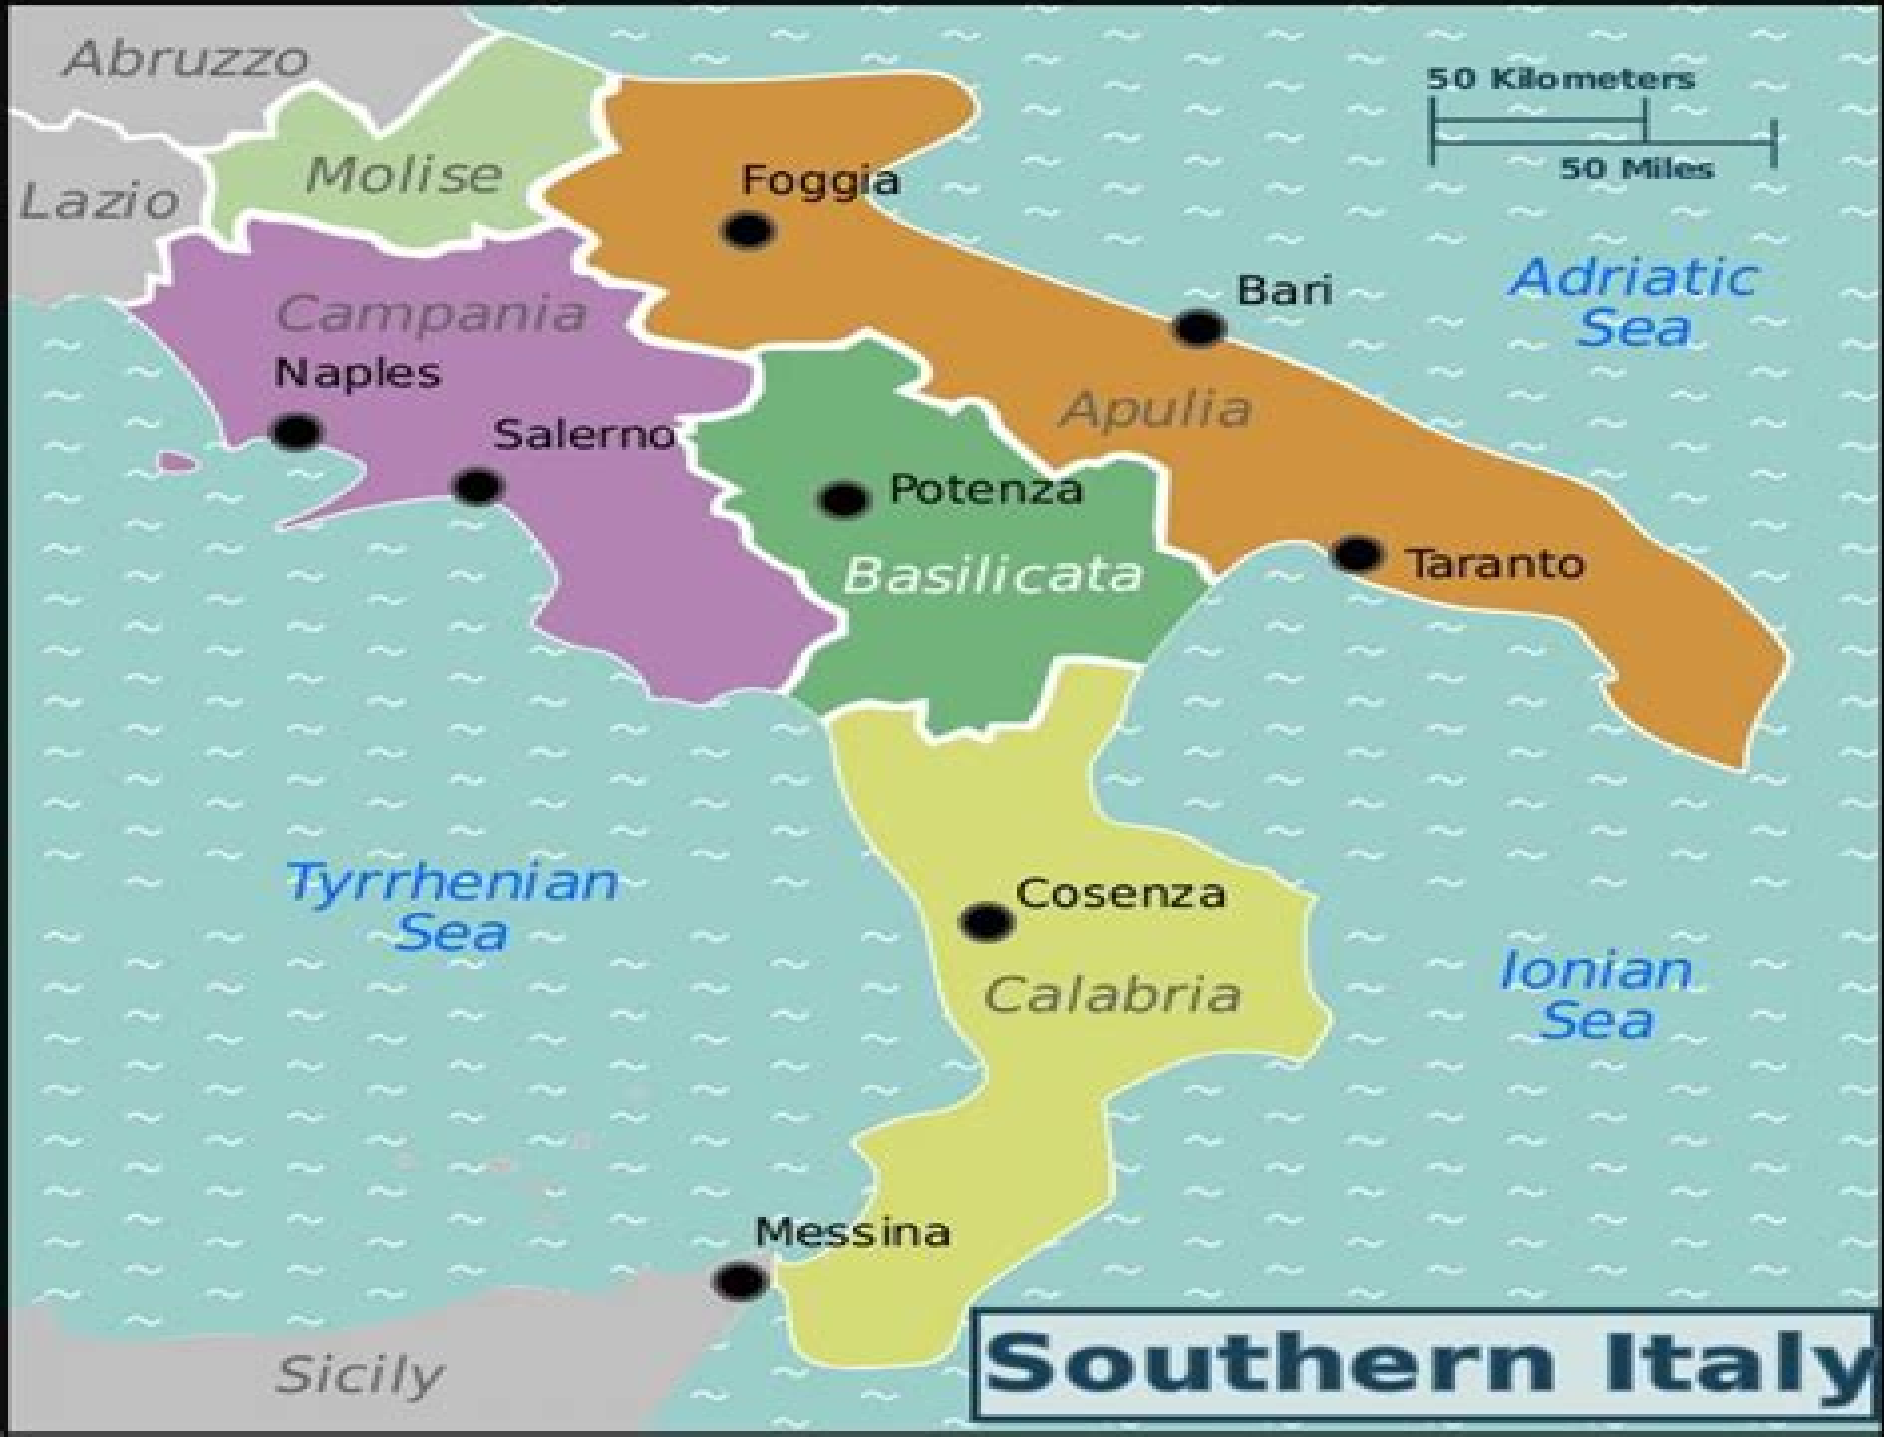 Abruzzo
50 Kilometers
50 Miles
Molise
Lazio
Foggia
Bari
Adriatic
Sea
Campania
Naples
Apulia
Salerno
Potenza
Basilicata
Taranto
Tyrrhenian
Sea
Cosenza
Calabria
Ionian
Sea
Messina
Sicily
Southern Italy